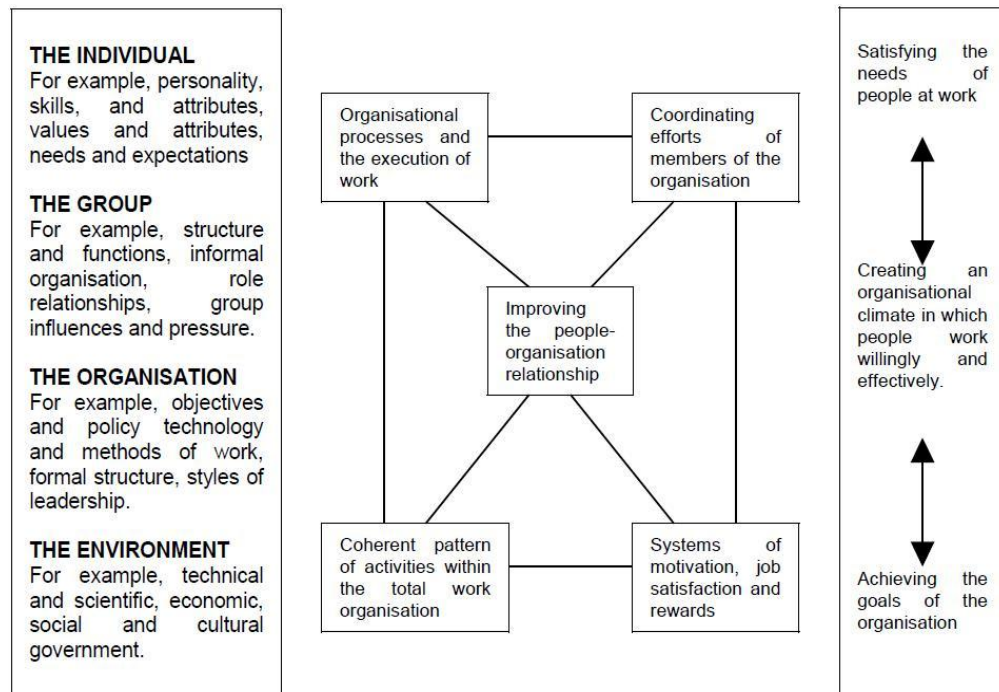 THE INDIVIDUAL
For example, personality,
skills, and attributes,
values and attributes,
needs and expectations
THE GROUP
For example, structure
and functions, informal
organisation, role
relationships, group
influences and pressure.
THE ORGANISATION
For example, objectives
and policy technology
and methods of work,
formal structure, styles of
leadership.
THE ENVIRONMENT
For example, technical
and scientific, economic,
social and cultural
government.
Organisational
processes and
the execution of
work
Coordinating
efforts of
members of the
organisation
Improving
the people-
organisation
relationship
Coherent pattern
of activities within
the total work
organisation
Systems of
motivation, job
satisfaction and
rewards
Satisfying the
needs of
people at work
Creating an
organisational
climate in which
people work
willingly and
effectively.
Achieving the
goals of the
organisation